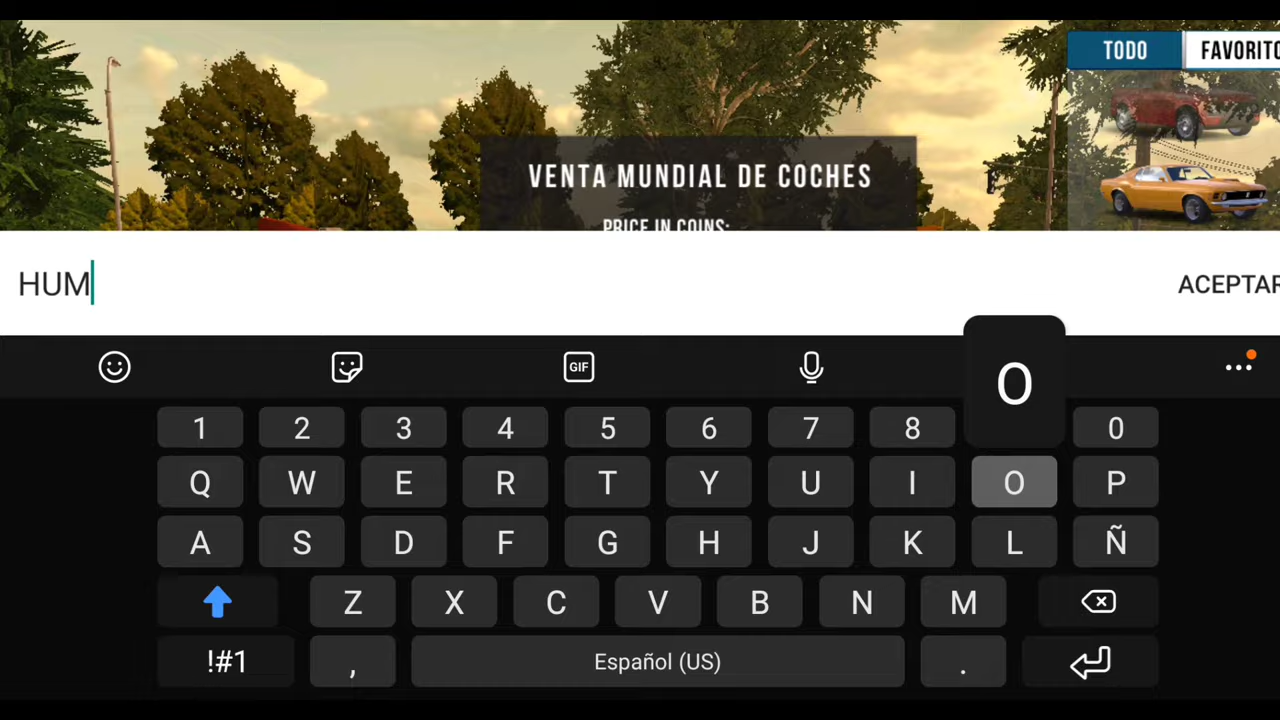 TODO FAVORITO
VENTA MUNDIAL DE COCHES
PRICE IN COINS:
HUM
ACEPTAR
GIF
O
1 2 3 4 5 6 7 8 0
Q W E R T Y U I O P
A S D F G H J K L Ñ
Z X C V B N M
!#1 , Español (US) .